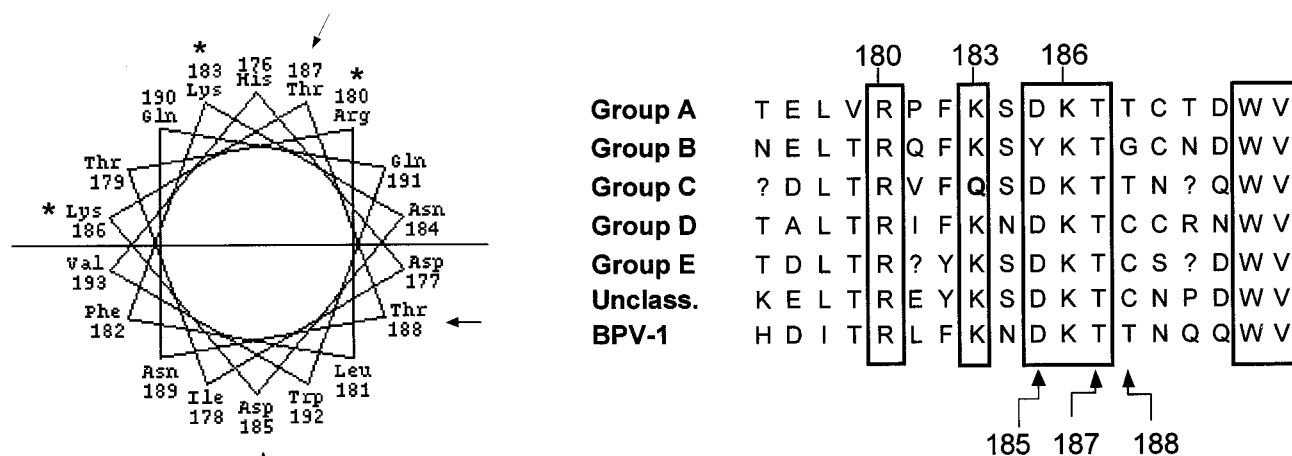 *
183
Lys
176
His
187
Thr
*
180
Arg
190
Gln
Gln
191
Thr
179
Asn
184
* Lys
186
Asp
177
Val
193
Thr
188
Phe
182
Leu
181
Asn
189
Trp
192
Ile
178
Asp
185
180 183 186
Group A T E L V R P F K S D K T T C T D W V
Group B N E L T R Q F K S Y K T G C N D W V
Group C ? D L T R V F Q S D K T T N ? Q W V
Group D T A L T R I F K N D K T C C R N W V
Group E T D L T R ? Y K S D K T C S ? D W V
Unclass. K E L T R E Y K S D K T C N P D W V
BPV-1 H D I T R L F K N D K T T N Q Q W V
185 187 188